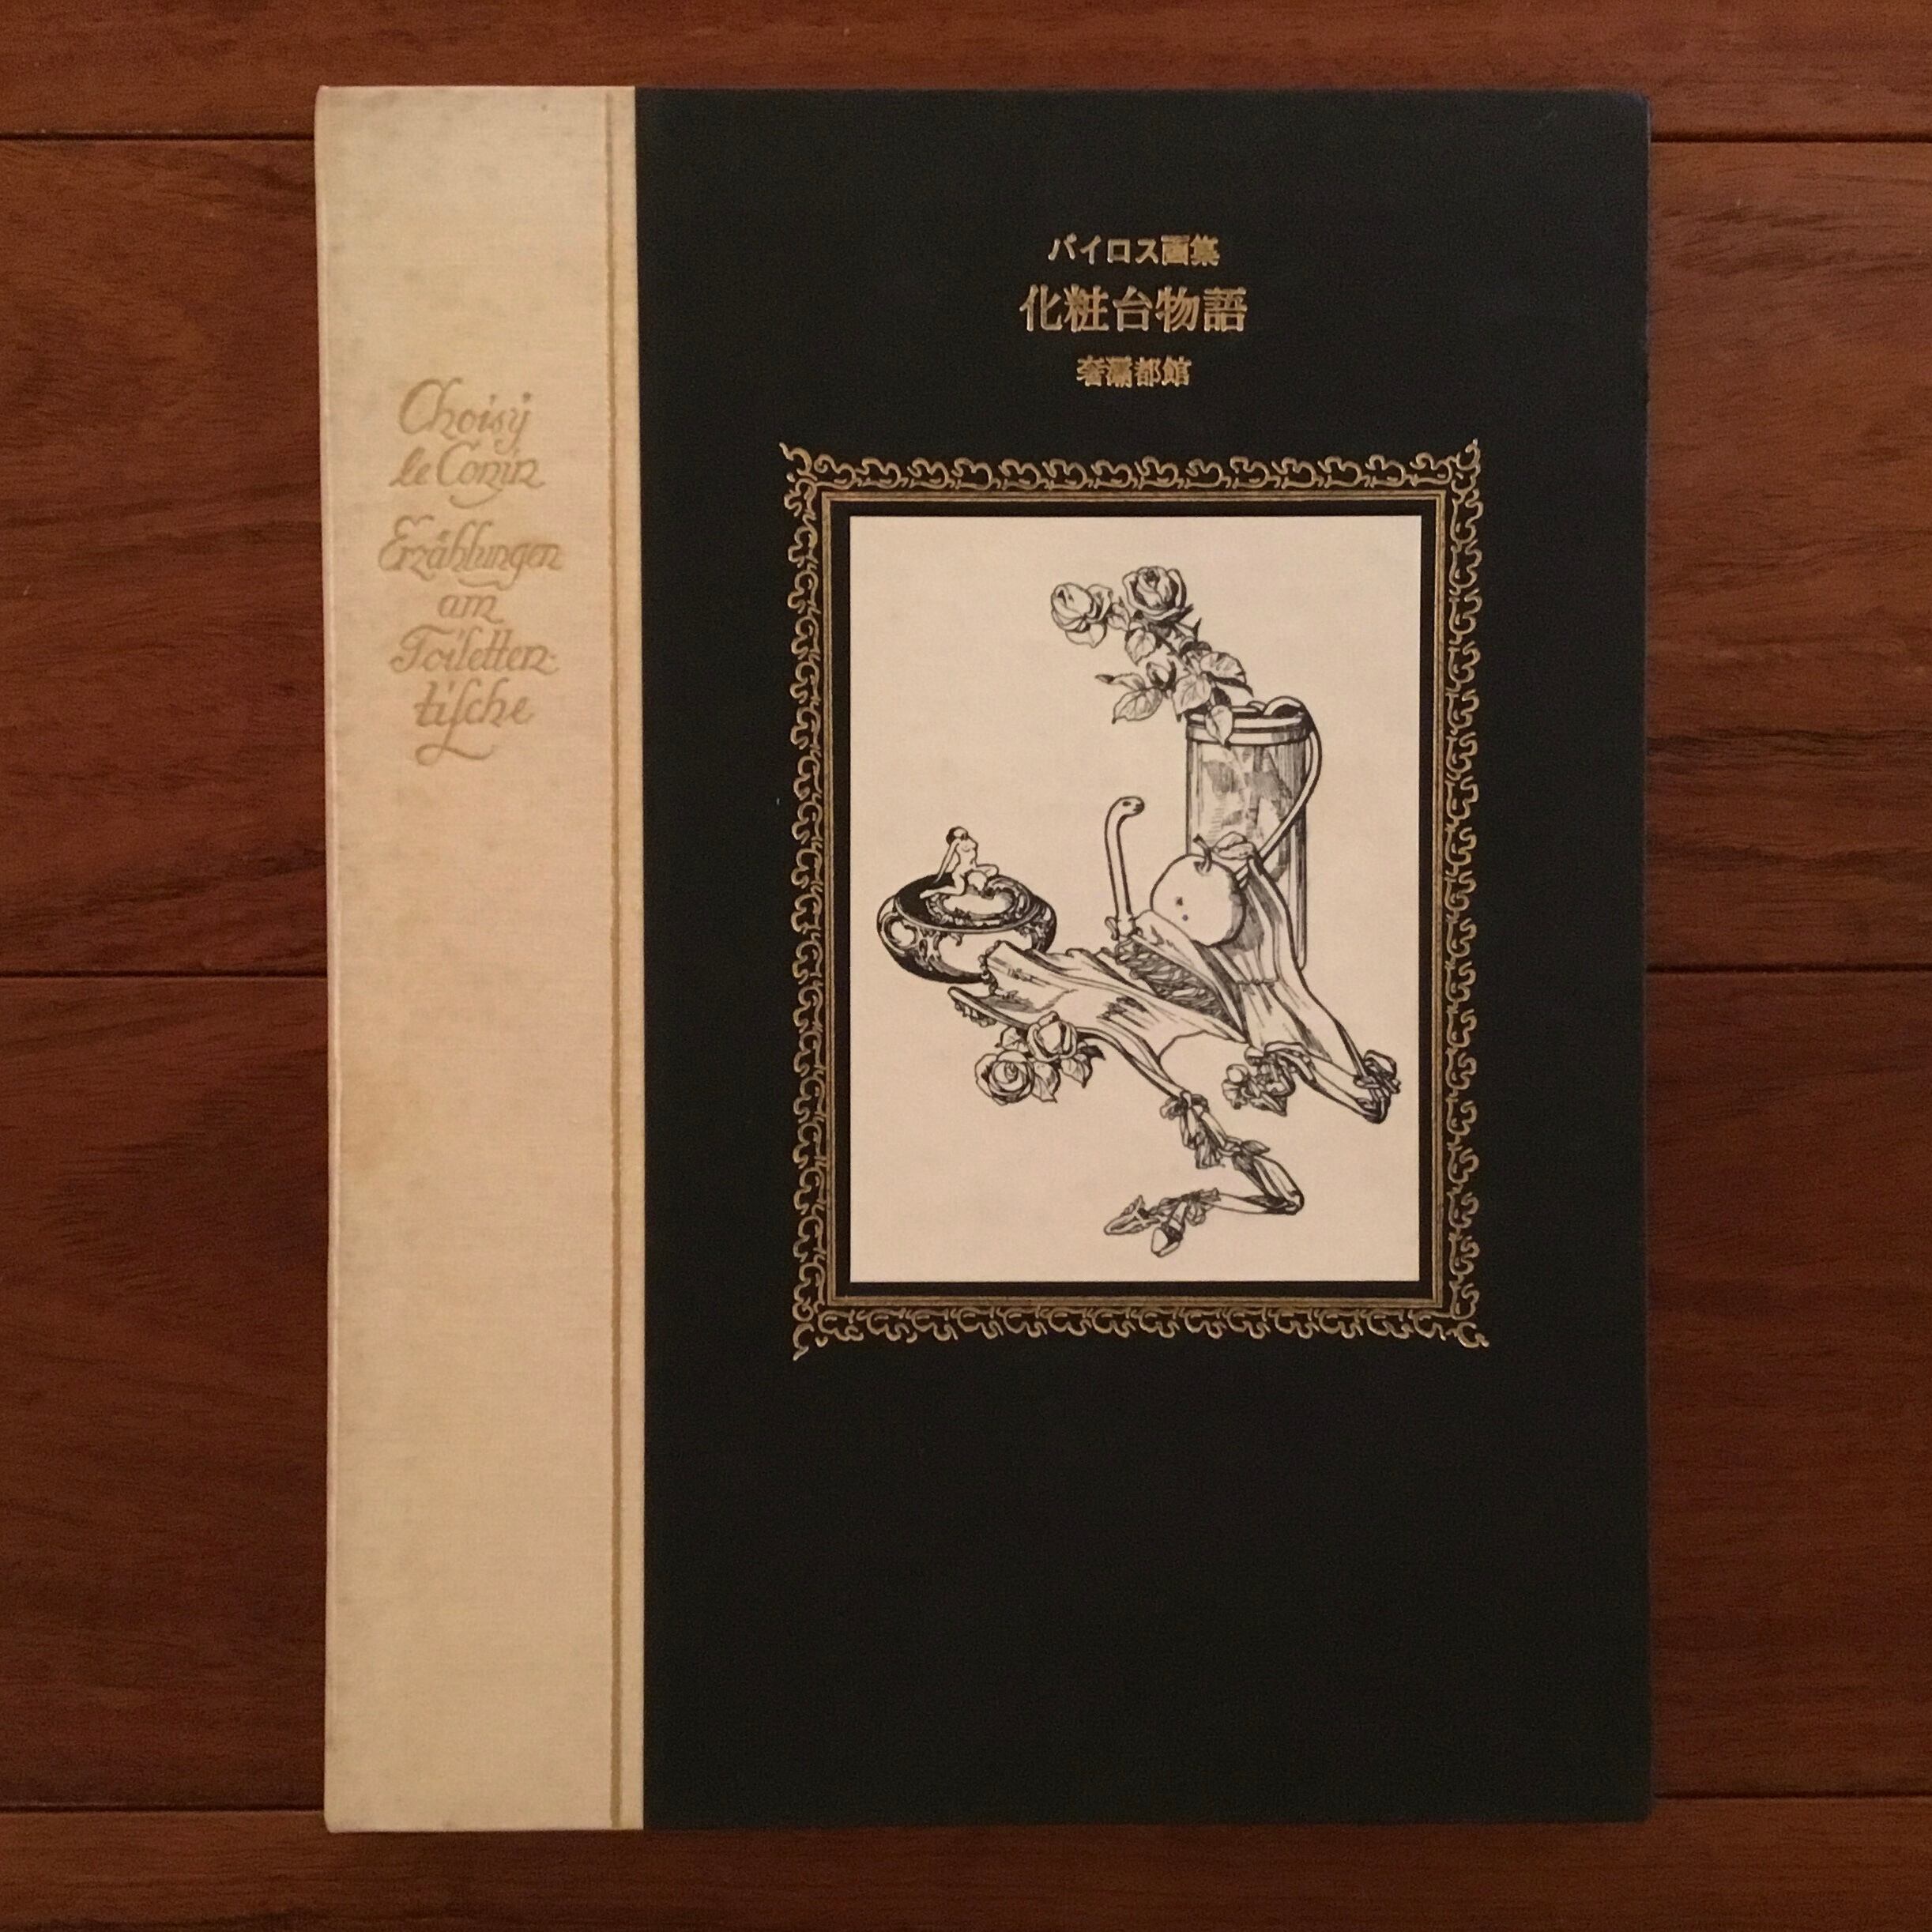 Choisy
le Conin
Erzählungen
am
Toiletten-
tiſche
バイロス画集
化粧台物語
奢灞都館